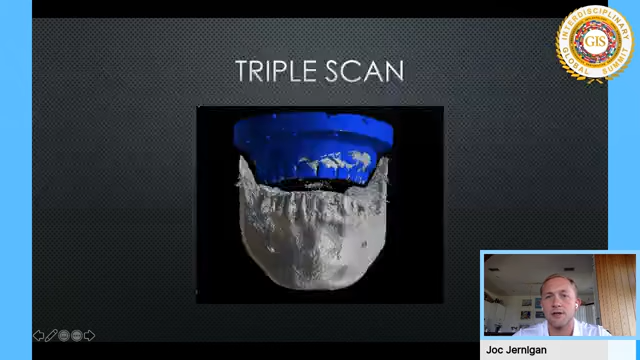 TRIPLE SCAN
INTERDISCIPLINARY
GIS
GLOBAL SUMMIT
Joc Jernigan